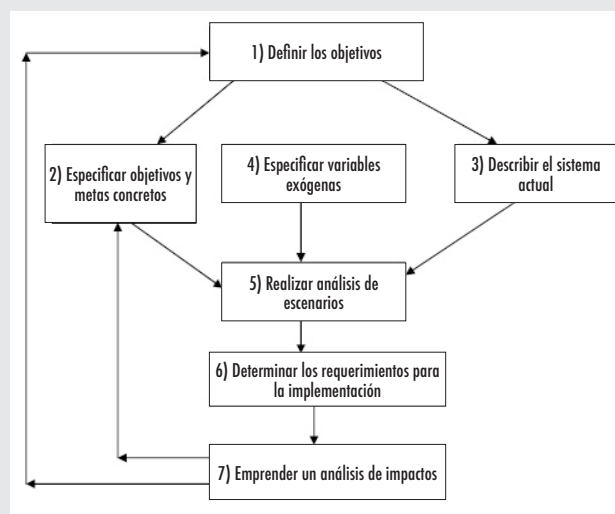 1) Definir los objetivos
2) Especificar objetivos y
metas concretos
4) Especificar variables
exógenas
3) Describir el sistema
actual
5) Realizar análisis de
escenarios
6) Determinar los requerimientos para
la implementación
7) Emprender un análisis de impactos